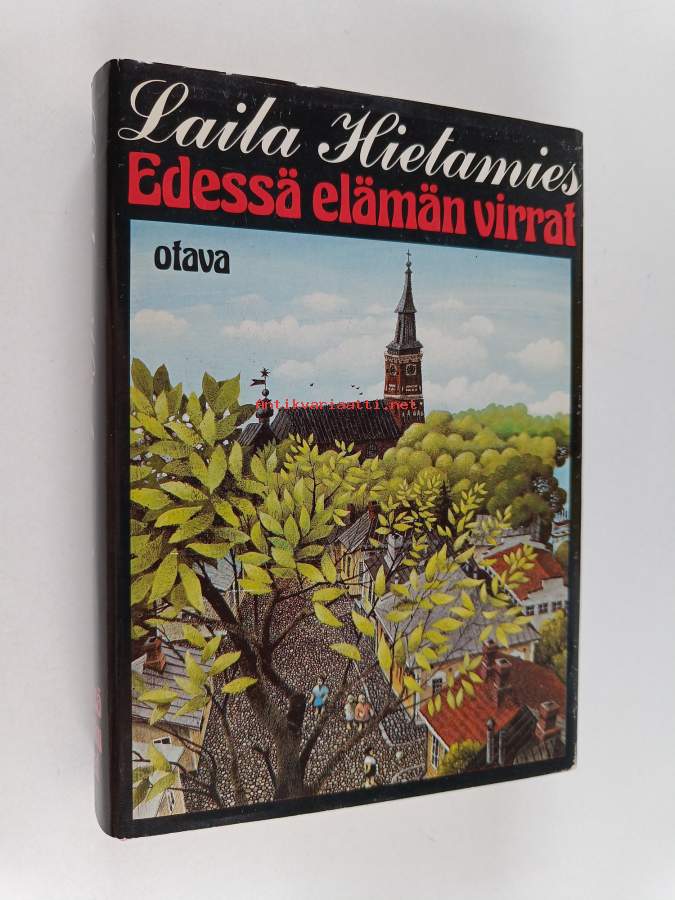 Laila Hietamies
Edessä elämän virrat
otava
Antikvariaatti.net